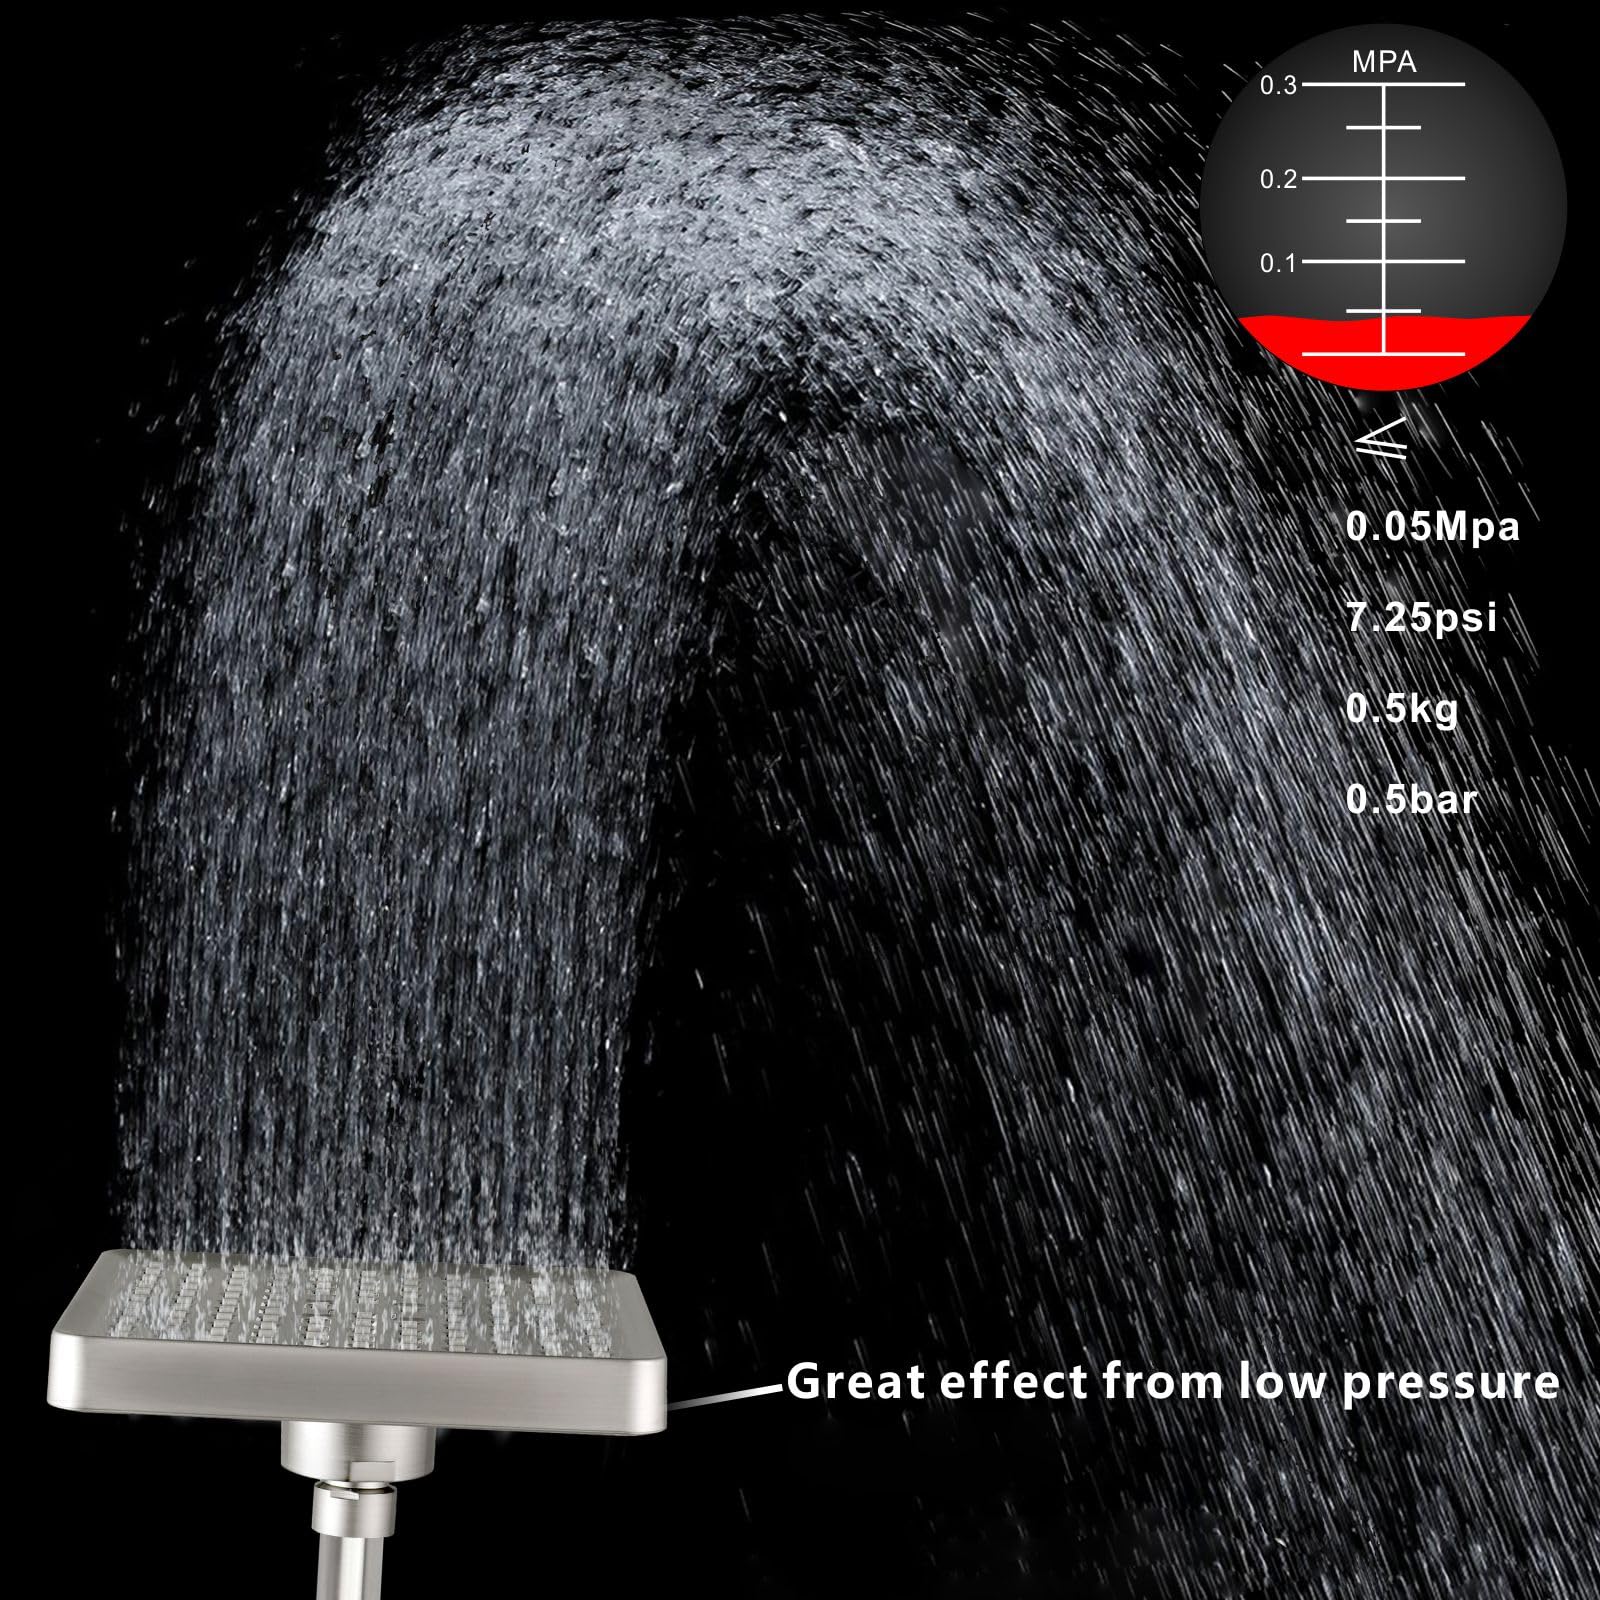 MPA
0.3
0.2
0.1
≤
0.05Mpa
7.25psi
0.5kg
0.5bar
Great effect from low pressure